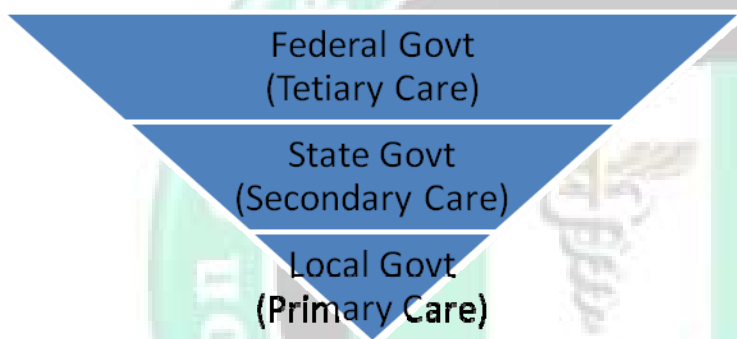 Federal Govt
(Tetiary Care)
State Govt
(Secondary Care)
Local Govt
(Primary Care)